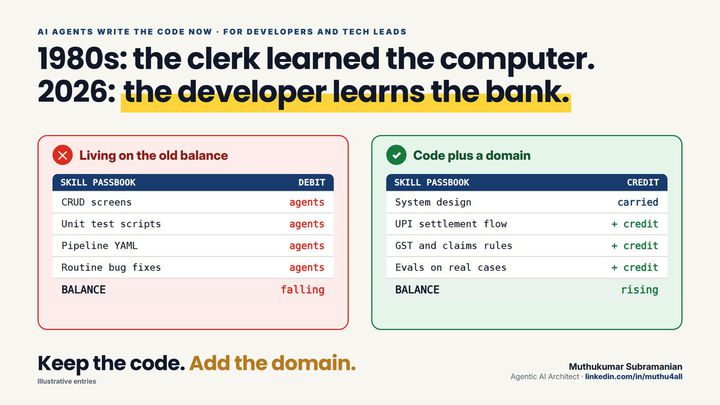 AI AGENTS WRITE THE CODE NOW · FOR DEVELOPERS AND TECH LEADS
1980s: the clerk learned the computer.
2026: the developer learns the bank.
Living on the old balance
SKILL PASSBOOK DEBIT
CRUD screens agents
Unit test scripts agents
Pipeline YAML agents
Routine bug fixes agents
BALANCE falling
Code plus a domain
SKILL PASSBOOK CREDIT
System design carried
UPI settlement flow + credit
GST and claims rules + credit
Evals on real cases + credit
BALANCE rising
Keep the code. Add the domain.
Illustrative entries
Muthukumar Subramanian
Agentic AI Architect · linkedin.com/in/muthu4all